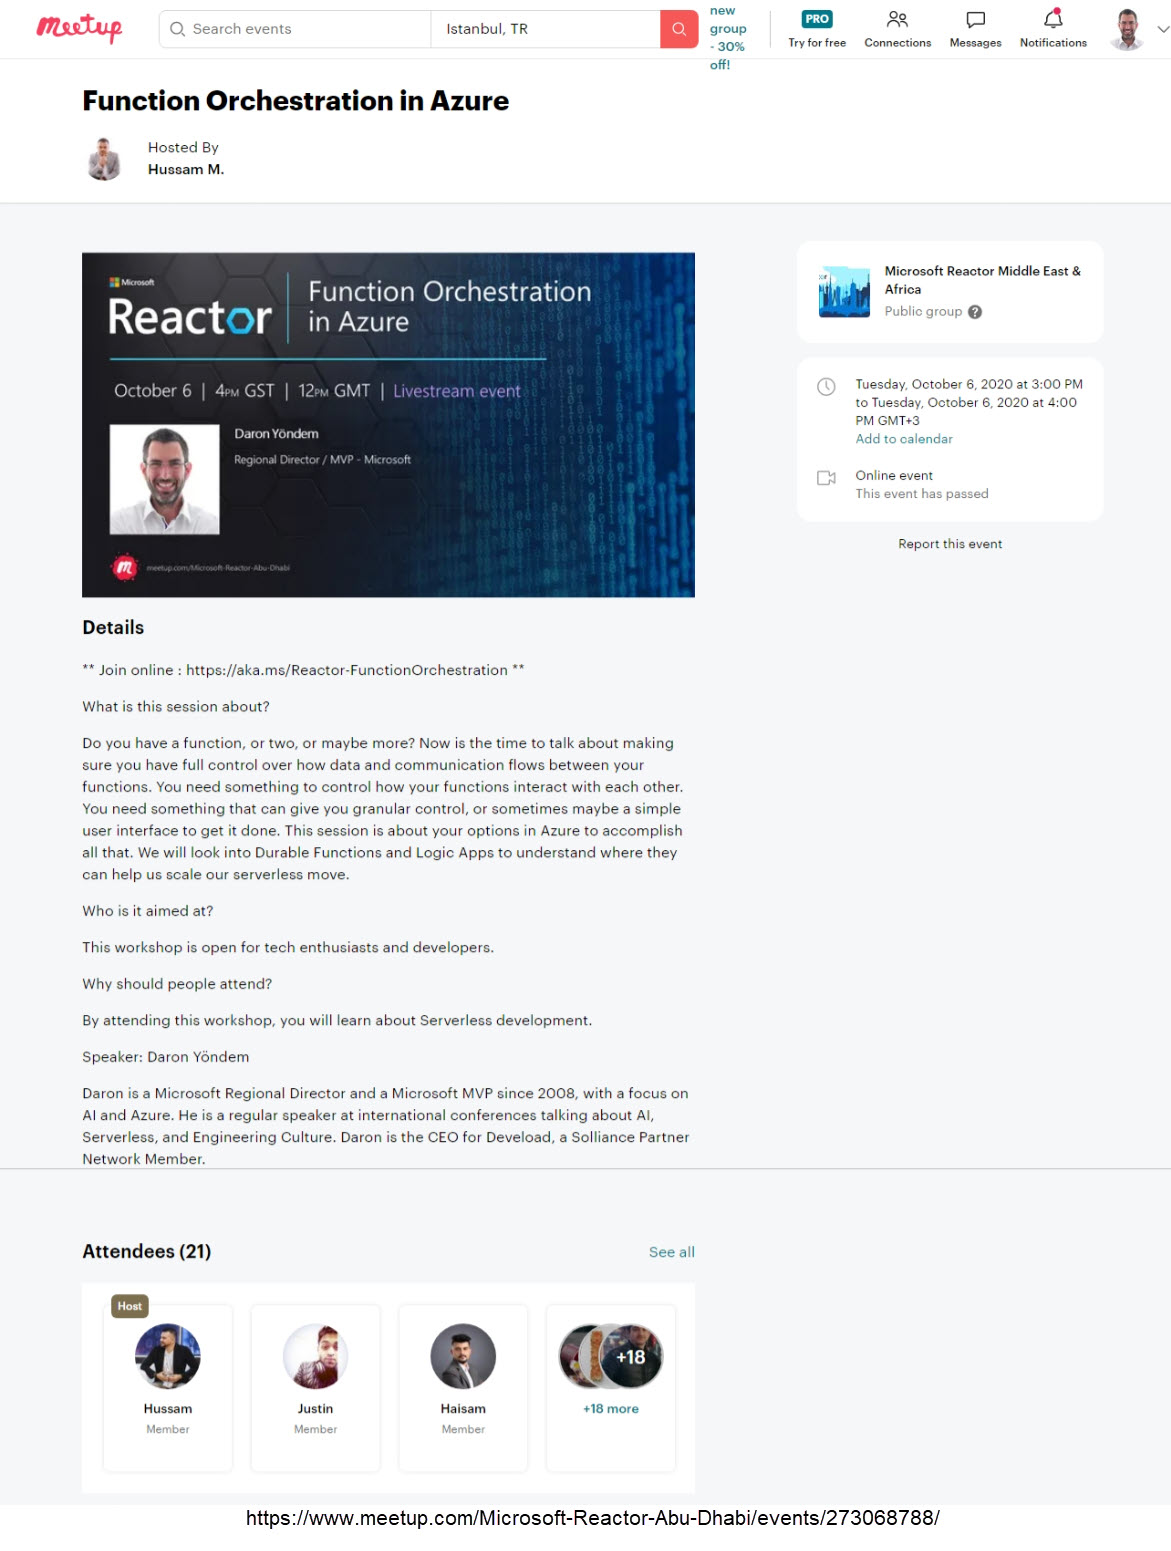 meetup
Search events
Istanbul, TR
new
group
- 30%
off!
PRO
Try for free
Connections
Messages
Notifications
Function Orchestration in Azure
Hosted By
Hussam M.
Microsoft
Reactor
Function Orchestration
in Azure
October 6 | 4PM GST | 12PM GMT | Livestream event
Daron Yöndem
Regional Director / MVP - Microsoft
m
meetup.com/Microsoft-Reactor-Abu-Dhabi
Microsoft Reactor Middle East &
Africa
Public group ?
Tuesday, October 6, 2020 at 3:00 PM
to Tuesday, October 6, 2020 at 4:00
PM GMT+3
Add to calendar
Online event
This event has passed
Report this event
Details
** Join online : https://aka.ms/Reactor-FunctionOrchestration **
What is this session about?
Do you have a function, or two, or maybe more? Now is the time to talk about making
sure you have full control over how data and communication flows between your
functions. You need something to control how your functions interact with each other.
You need something that can give you granular control, or sometimes maybe a simple
user interface to get it done. This session is about your options in Azure to accomplish
all that. We will look into Durable Functions and Logic Apps to understand where they
can help us scale our serverless move.
Who is it aimed at?
This workshop is open for tech enthusiasts and developers.
Why should people attend?
By attending this workshop, you will learn about Serverless development.
Speaker: Daron Yöndem
Daron is a Microsoft Regional Director and a Microsoft MVP since 2008, with a focus on
AI and Azure. He is a regular speaker at international conferences talking about AI,
Serverless, and Engineering Culture. Daron is the CEO for Deveload, a Solliance Partner
Network Member.
Attendees (21)
See all
Host
Hussam
Member
Justin
Member
Haisam
Member
+18
+18 more
https://www.meetup.com/Microsoft-Reactor-Abu-Dhabi/events/273068788/